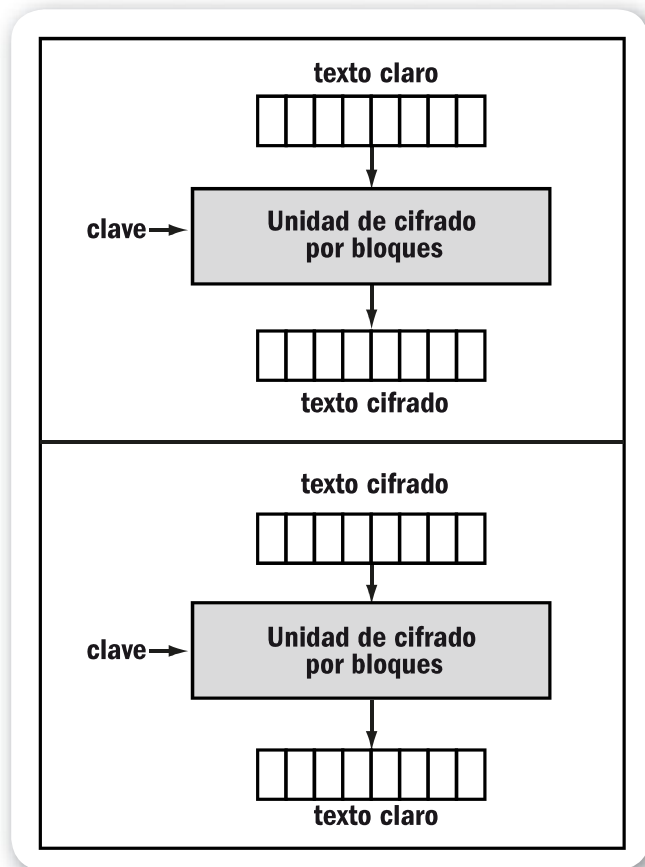 texto claro
clave
Unidad de cifrado
por bloques
texto cifrado
texto cifrado
clave
Unidad de cifrado
por bloques
texto claro